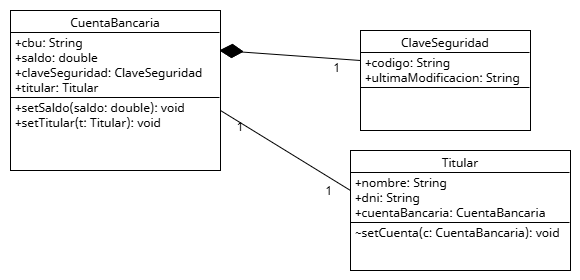 CuentaBancaria
+cbu: String
+saldo: double
+claveSeguridad: ClaveSeguridad
+titular: Titular
+setSaldo(saldo: double): void
+setTitular(t: Titular): void
ClaveSeguridad
+codigo: String
+ultimaModificacion: String
1
1
1
Titular
+nombre: String
+dni: String
+cuentaBancaria: CuentaBancaria
~setCuenta(c: CuentaBancaria): void